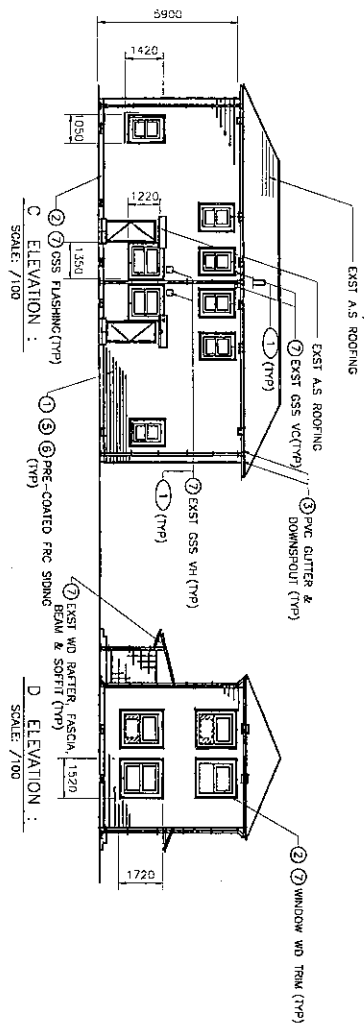 EXST A.S ROOFING
EXST A.S ROOFING
⑦ EXST GSS VC(TYP)
① (TYP)
③ PVC GUTTER &
DOWNSPOUT (TYP)
5900
1420
1050
1220
1350
② ⑦ GSS FLASHING(TYP)
⑦ EXST GSS VH (TYP)
① (TYP)
① ⑤ ⑥ PRE-COATED FRC SIDING
(TYP)
C ELEVATION :
SCALE: /100
② ⑦ WINDOW WD TRIM (TYP)
⑦ EXST WD RAFTER, FASCIA,
BEAM & SOFFIT (TYP)
1520
1720
D ELEVATION :
SCALE: /100